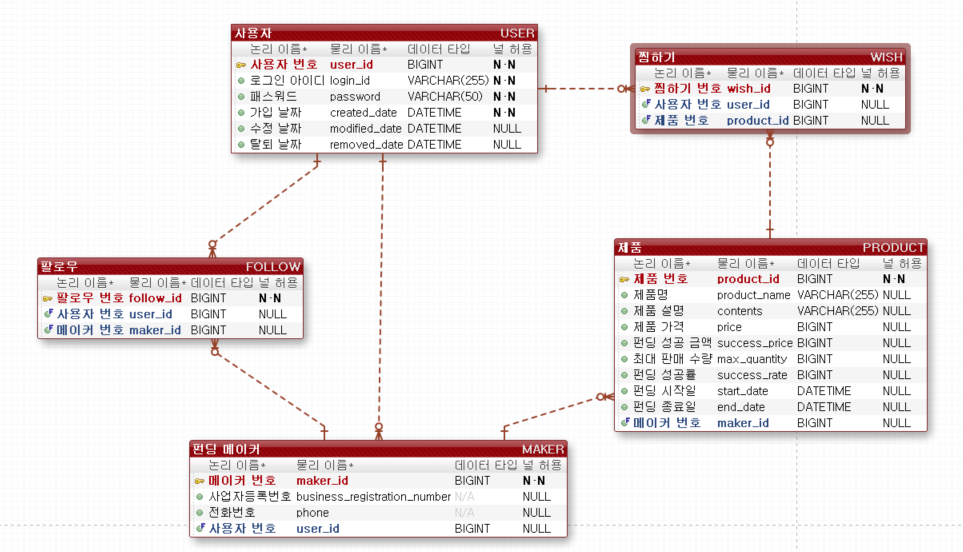 사용자 USER
논리 이름* 물리 이름* 데이터 타입 널 허용
사용자 번호 user_id BIGINT N·N
로그인 아이디 login_id VARCHAR(255) N·N
패스워드 password VARCHAR(50) N·N
가입 날짜 created_date DATETIME N·N
수정 날짜 modified_date DATETIME NULL
탈퇴 날짜 removed_date DATETIME NULL
찜하기 WISH
논리 이름* 물리 이름* 데이터 타입 널 허용
찜하기 번호 wish_id BIGINT N·N
사용자 번호 user_id BIGINT NULL
제품 번호 product_id BIGINT NULL
팔로우 FOLLOW
논리 이름* 물리 이름* 데이터 타입 널 허용
팔로우 번호 follow_id BIGINT N·N
사용자 번호 user_id BIGINT NULL
메이커 번호 maker_id BIGINT NULL
제품 PRODUCT
논리 이름* 물리 이름* 데이터 타입 널 허용
제품 번호 product_id BIGINT N·N
제품명 product_name VARCHAR(255) NULL
제품 설명 contents VARCHAR(255) NULL
제품 가격 price BIGINT NULL
펀딩 성공 금액 success_price BIGINT NULL
최대 판매 수량 max_quantity BIGINT NULL
펀딩 성공률 success_rate BIGINT NULL
펀딩 시작일 start_date DATETIME NULL
펀딩 종료일 end_date DATETIME NULL
메이커 번호 maker_id BIGINT NULL
펀딩 메이커 MAKER
논리 이름* 물리 이름* 데이터 타입 널 허용
메이커 번호 maker_id BIGINT N·N
사업자등록번호 business_registration_number N/A NULL
전화번호 phone N/A NULL
사용자 번호 user_id BIGINT NULL